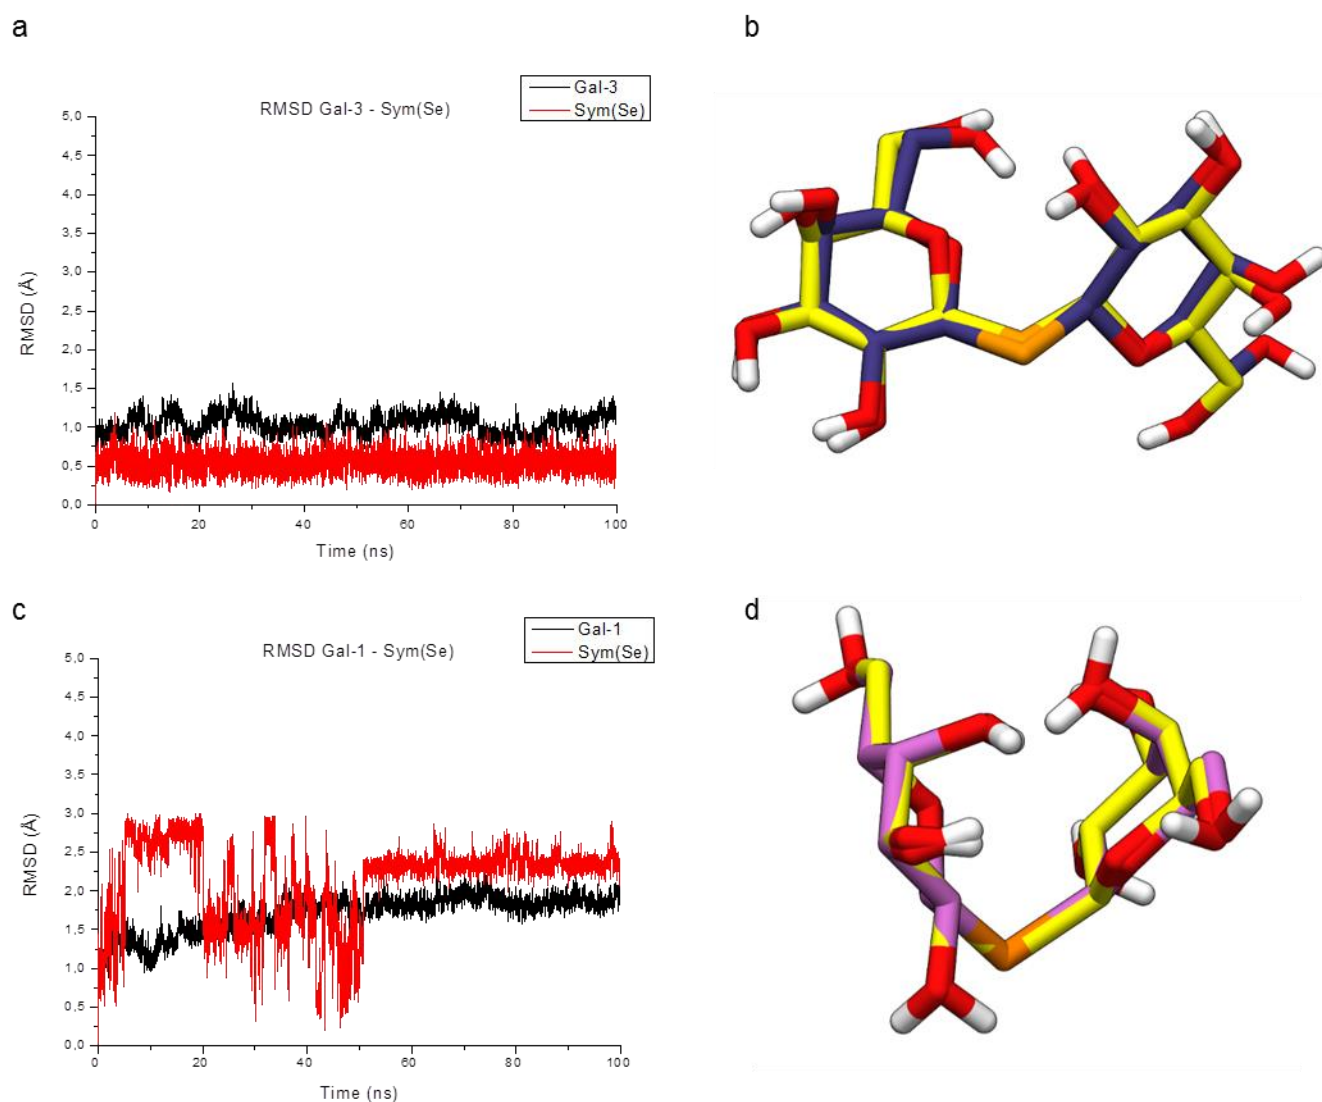 a
b
RMSD Gal-3 - Sym(Se)
Gal-3
Sym(Se)
5,0
4,5
4,0
3,5
3,0
2,5
2,0
1,5
1,0
0,5
0,0
RMSD (Å)
0 20 40 60 80 100
Time (ns)
c
d
RMSD Gal-1 - Sym(Se)
Gal-1
Sym(Se)
5,0
4,5
4,0
3,5
3,0
2,5
2,0
1,5
1,0
0,5
0,0
RMSD (Å)
0 20 40 60 80 100
Time (ns)